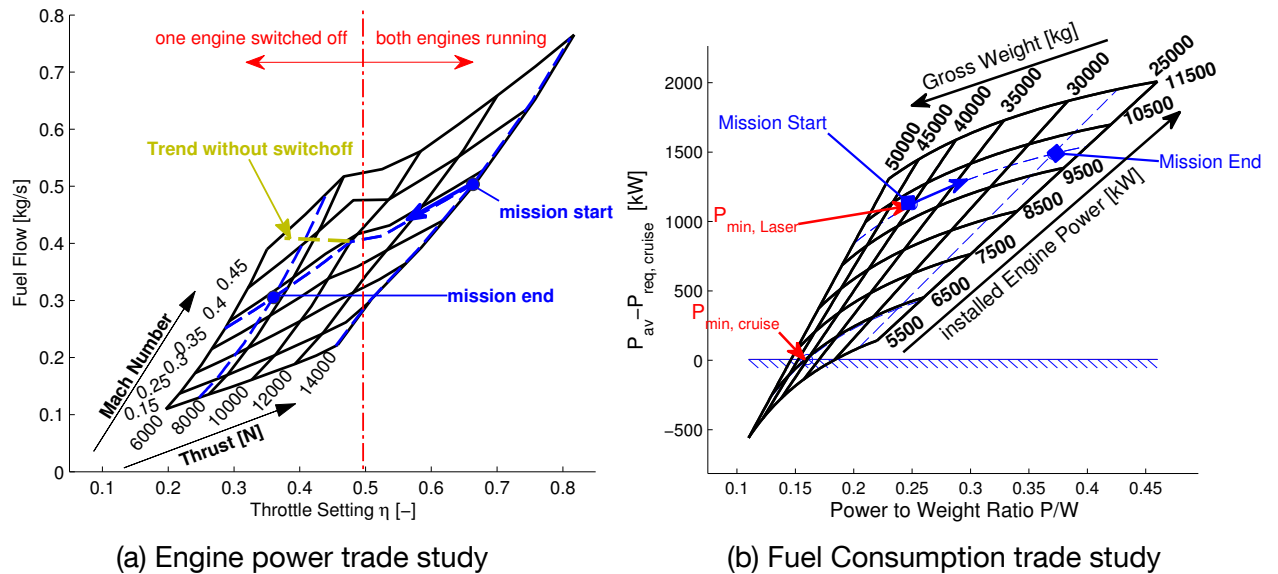 one engine switched off
both engines running
Trend without switchoff
mission start
mission end
Fuel Flow [kg/s]
0.8
0.7
0.6
0.5
0.4
0.3
0.2
0.1
0
0.45
0.4
0.35
0.3
0.25
0.15
Mach Number
6000
8000
10000
12000
14000
Thrust [N]
0.1
0.2
0.3
0.4
0.5
0.6
0.7
0.8
Throttle Setting η [−]
(a) Engine power trade study
Gross Weight [kg]
50000
45000
40000
35000
30000
25000
11500
10500
9500
8500
7500
6500
5500
installed Engine Power [kW]
Mission Start
Mission End
P min, Laser
P min, cruise
P av −P req, cruise [kW]
2000
1500
1000
500
0
−500
0.1
0.15
0.2
0.25
0.3
0.35
0.4
0.45
Power to Weight Ratio P/W
(b) Fuel Consumption trade study